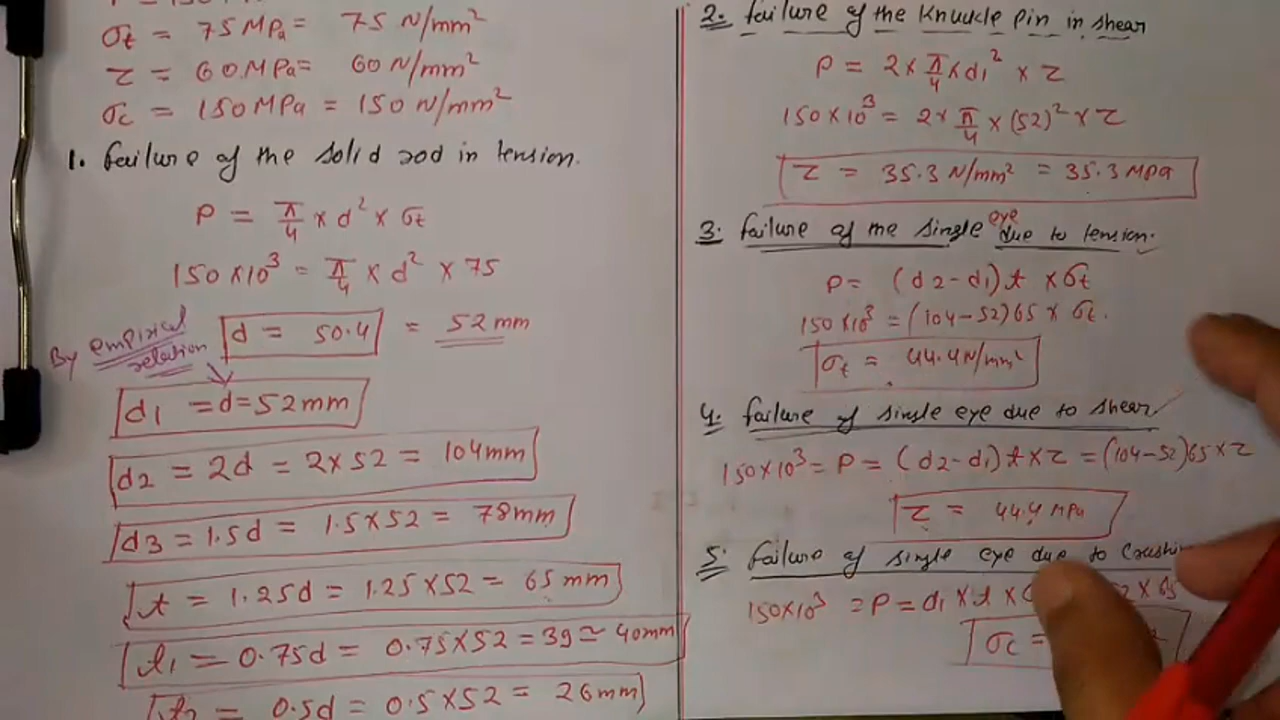 σt = 75 MPa = 75 N/mm²
τ = 60 MPa = 60 N/mm²
σc = 150 MPa = 150 N/mm²
1. failure of the solid rod in tension.
P = π/4 × d² × σt
150×10³ = π/4 × d² × 75
d = 50.4 = 52 mm
By empirical relation
d1 = d = 52 mm
d2 = 2d = 2×52 = 104 mm
d3 = 1.5d = 1.5×52 = 78 mm
t = 1.25d = 1.25×52 = 65 mm
t1 = 0.75d = 0.75×52 = 39 ≃ 40mm
t2 = 0.5d = 0.5×52 = 26 mm
2. failure of the knuckle pin in shear
P = 2 × π/4 × d1² × τ
150×10³ = 2 × π/4 × (52)² × τ
τ = 35.3 N/mm² = 35.3 MPa
3. failure of the single eye due to tension.
P = (d2-d1) t × σt
150×10³ = (104-52) 65 × σt.
σt = 44.4 N/mm²
4. failure of single eye due to shear
150×10³ = P = (d2-d1) t × τ = (104-52) 65 × τ
τ = 44.4 MPa
5. failure of single eye due to
150×10³ = P = d1 × t × × 65
σc =